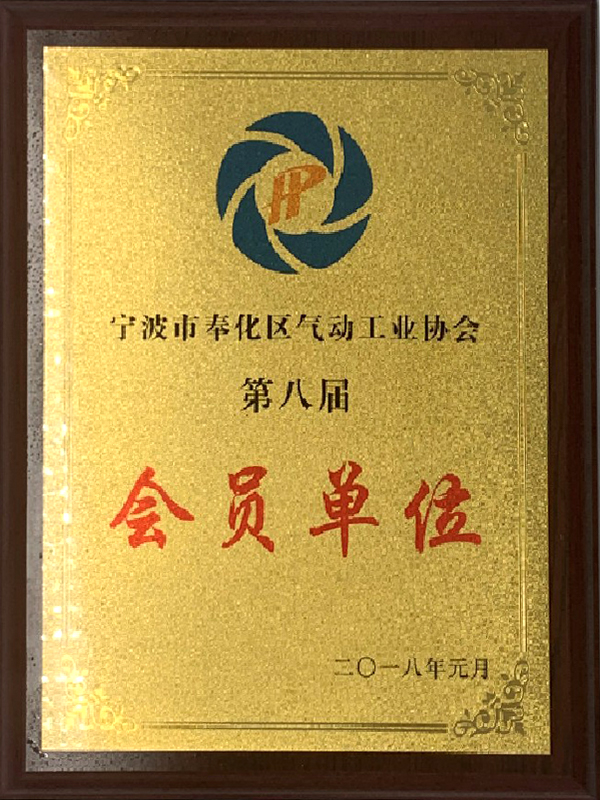 HP
宁波市奉化区气动工业协会
第八届
会员单位
二〇一八年元月